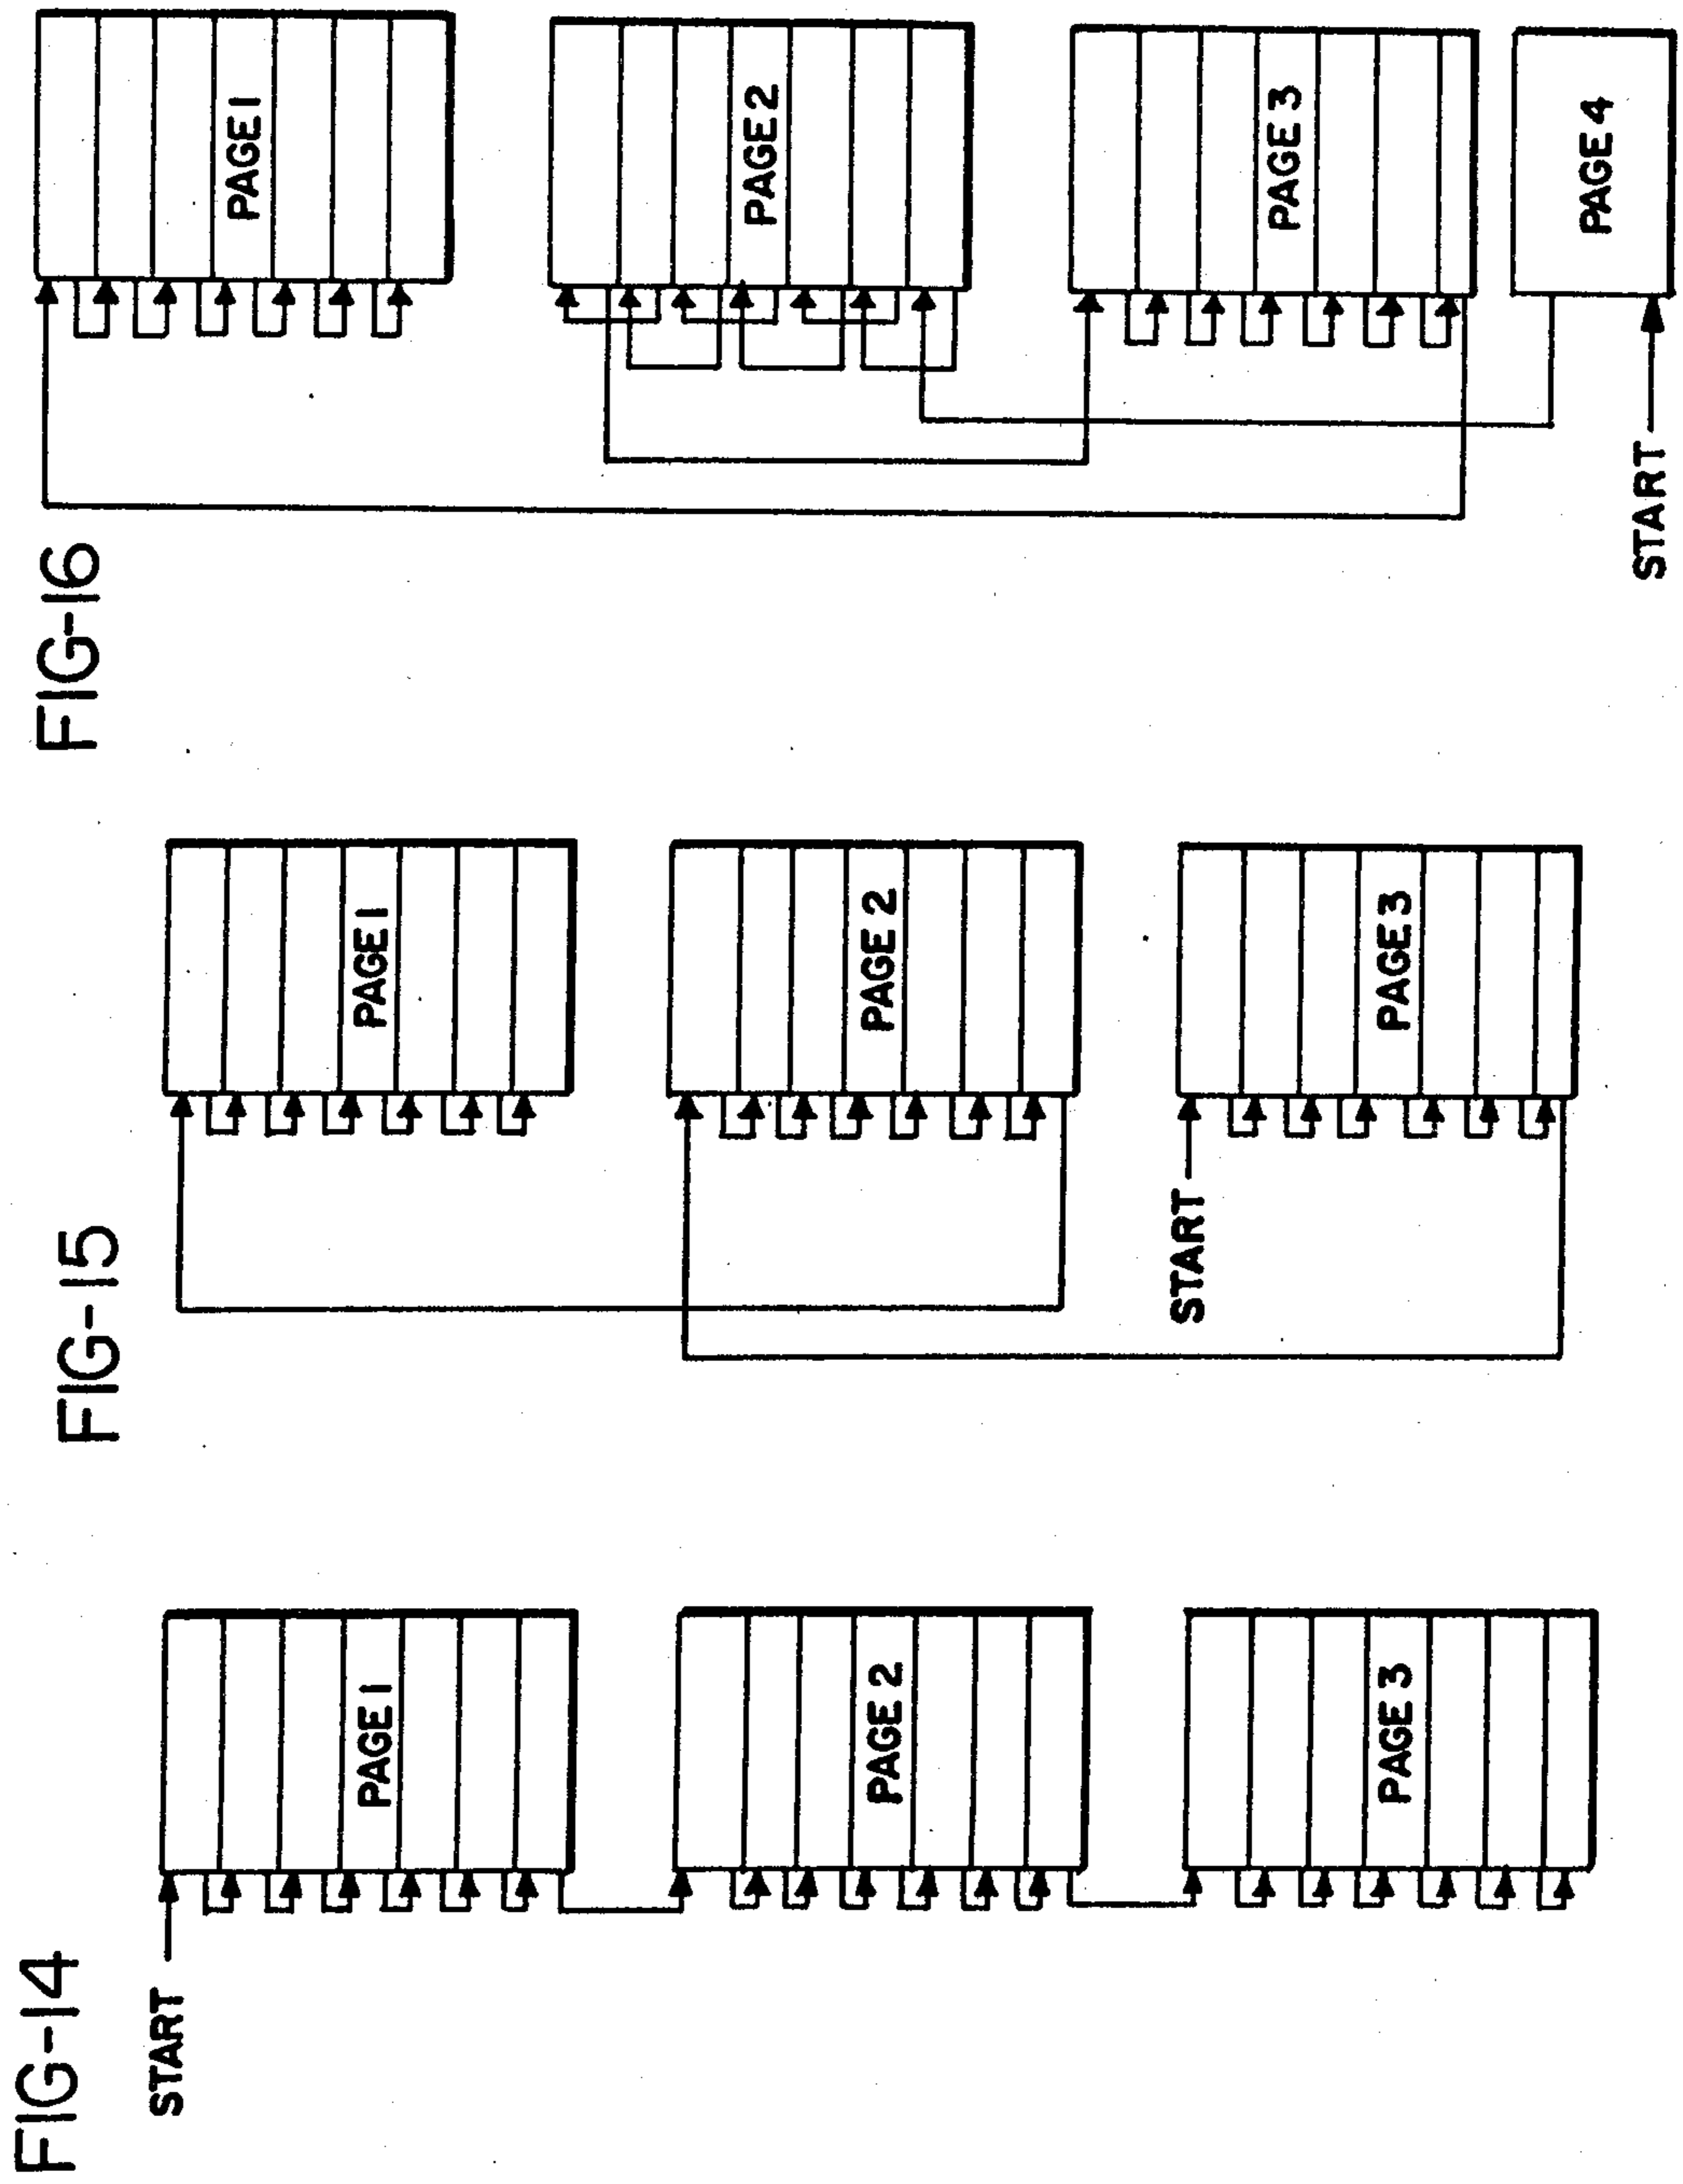 FIG-14
START
PAGE 1
PAGE 2
PAGE 3
FIG-15
PAGE 1
PAGE 2
START
PAGE 3
FIG-16
PAGE 1
PAGE 2
PAGE 3
PAGE 4
START